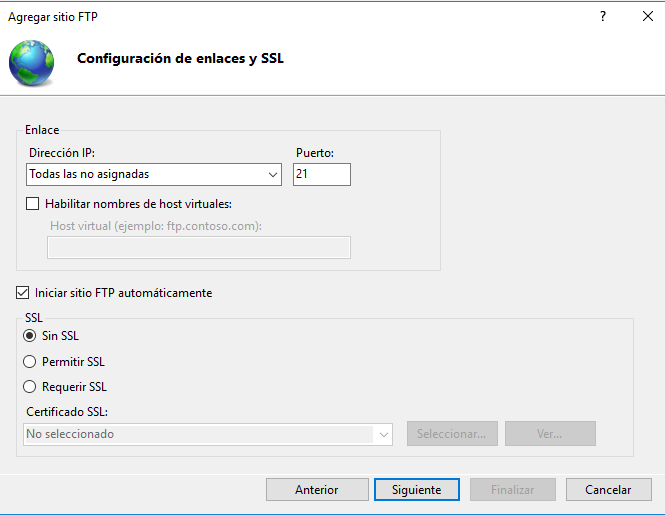 Agregar sitio FTP
?
Configuración de enlaces y SSL
Enlace
Dirección IP: Puerto:
Todas las no asignadas 21
Habilitar nombres de host virtuales:
Host virtual (ejemplo: ftp.contoso.com):
Iniciar sitio FTP automáticamente
SSL
Sin SSL
Permitir SSL
Requerir SSL
Certificado SSL:
No seleccionado Seleccionar... Ver...
Anterior Siguiente Finalizar Cancelar